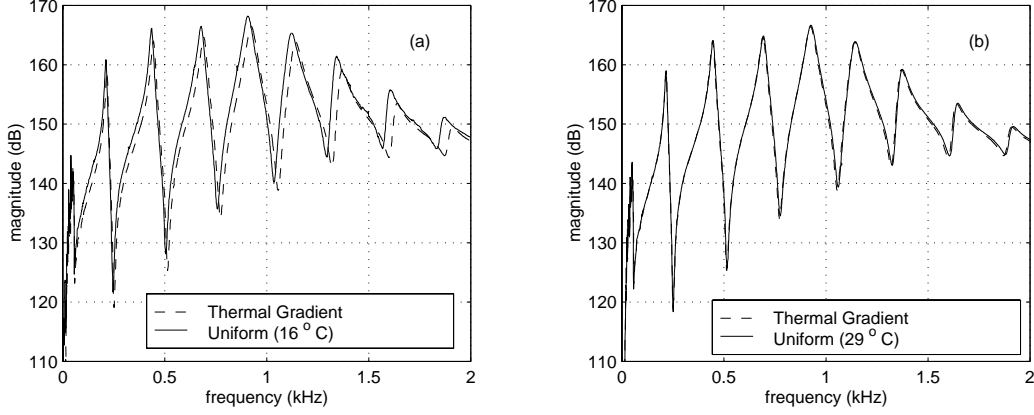 170
160
150
140
130
120
110
magnitude (dB)
(a)
Thermal Gradient
Uniform (16 o C)
0
0.5
1
1.5
2
frequency (kHz)
170
160
150
140
130
120
110
magnitude (dB)
(b)
Thermal Gradient
Uniform (29 o C)
0
0.5
1
1.5
2
frequency (kHz)